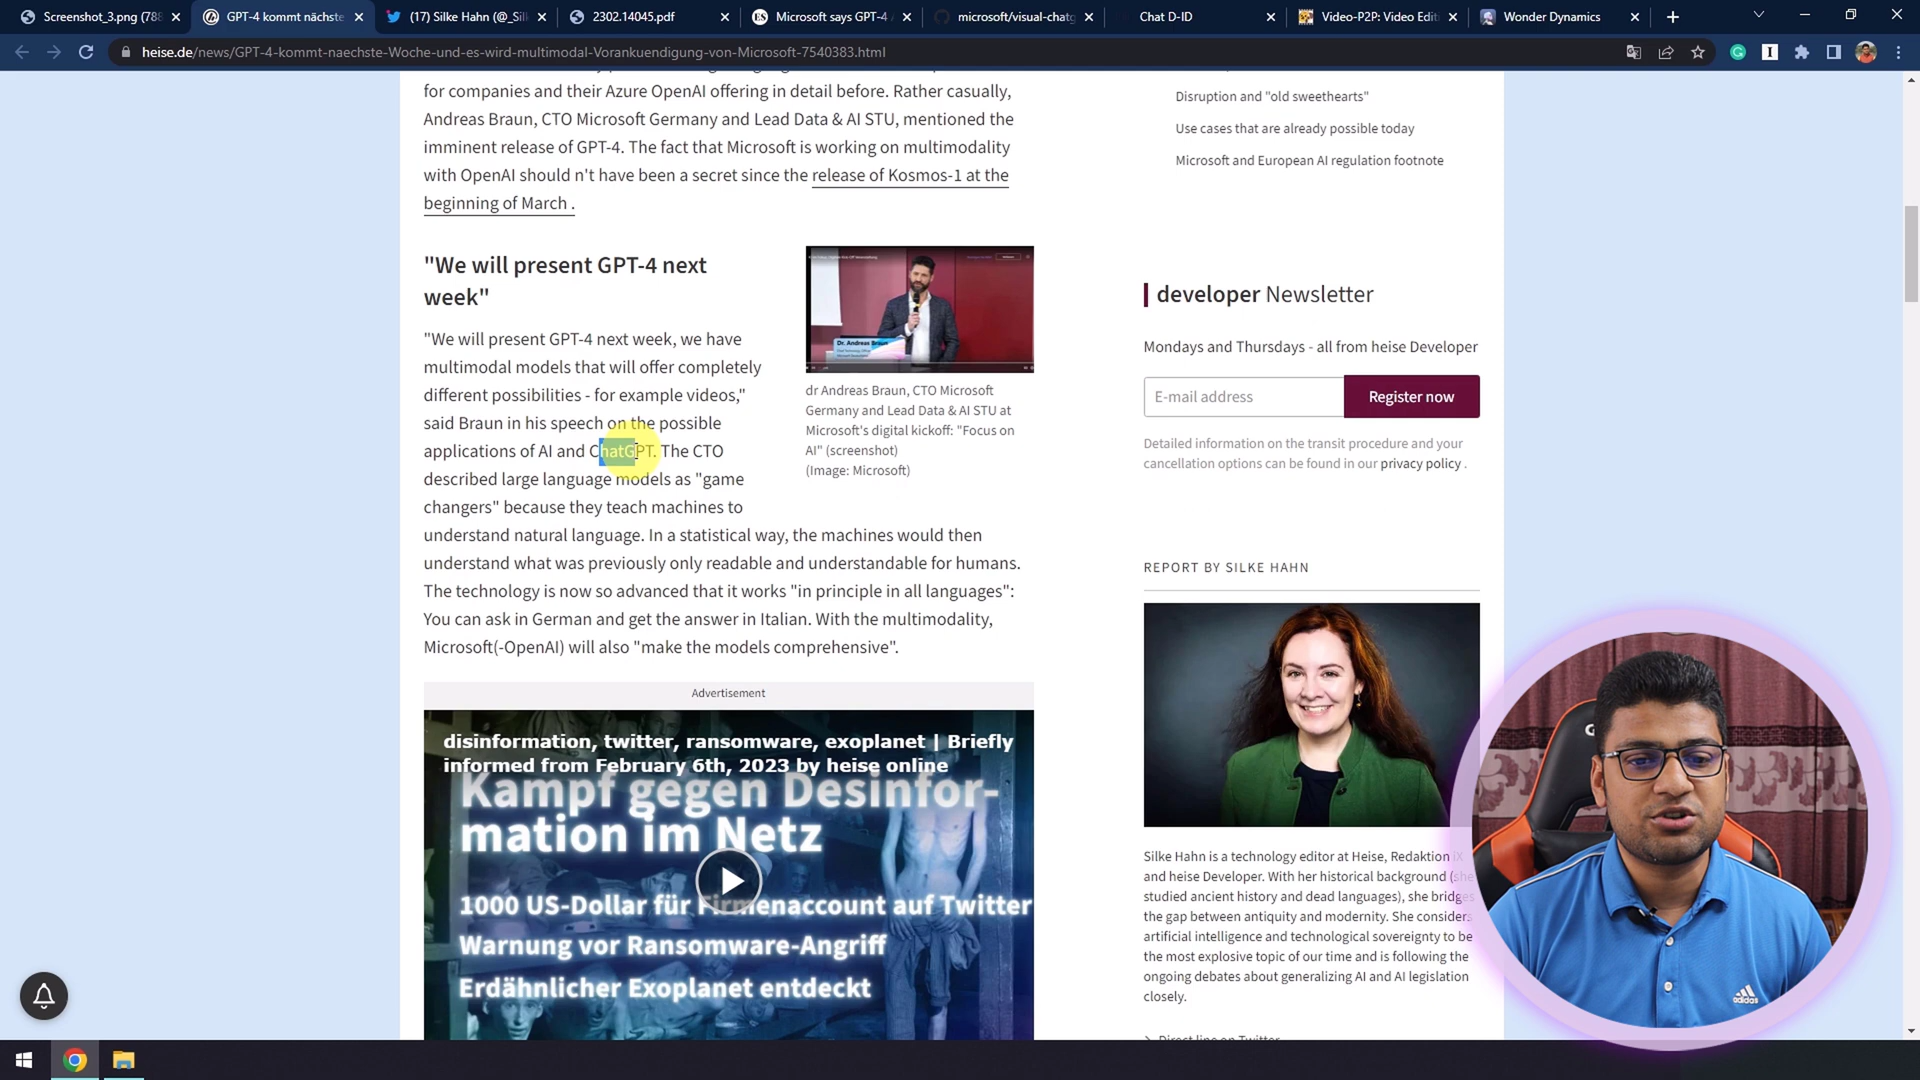 Screenshot_3.png (788
GPT-4 kommt nächste
(17) Silke Hahn (@_Sil
2302.14045.pdf
Microsoft says GPT-4
microsoft/visual-chatg
Chat D-ID
Video-P2P: Video Edit
Wonder Dynamics
heise.de/news/GPT-4-kommt-naechste-Woche-und-es-wird-multimodal-Vorankuendigung-von-Microsoft-7540383.html
for companies and their Azure OpenAI offering in detail before. Rather casually,
Andreas Braun, CTO Microsoft Germany and Lead Data & AI STU, mentioned the
imminent release of GPT-4. The fact that Microsoft is working on multimodality
with OpenAI should n't have been a secret since the release of Kosmos-1 at the
beginning of March .
"We will present GPT-4 next
week"
"We will present GPT-4 next week, we have
multimodal models that will offer completely
different possibilities - for example videos,"
said Braun in his speech on the possible
applications of AI and ChatGPT. The CTO
described large language models as "game
changers" because they teach machines to
understand natural language. In a statistical way, the machines would then
understand what was previously only readable and understandable for humans.
The technology is now so advanced that it works "in principle in all languages":
You can ask in German and get the answer in Italian. With the multimodality,
Microsoft(-OpenAI) will also "make the models comprehensive".
Dr. Andreas Braun
dr Andreas Braun, CTO Microsoft
Germany and Lead Data & AI STU at
Microsoft's digital kickoff: "Focus on
AI" (screenshot)
(Image: Microsoft)
Advertisement
disinformation, twitter, ransomware, exoplanet | Briefly
informed from February 6th, 2023 by heise online
Kampf gegen Desinfor-
mation im Netz
1000 US-Dollar für Firmenaccount auf Twitter
Warnung vor Ransomware-Angriff
Erdähnlicher Exoplanet entdeckt
Disruption and "old sweethearts"
Use cases that are already possible today
Microsoft and European AI regulation footnote
developer Newsletter
Mondays and Thursdays - all from heise Developer
E-mail address
Register now
Detailed information on the transit procedure and your
cancellation options can be found in our privacy policy .
REPORT BY SILKE HAHN
Silke Hahn is a technology editor at Heise, Redaktion iX
and heise Developer. With her historical background (she
studied ancient history and dead languages), she bridges
the gap between antiquity and modernity. She considers
artificial intelligence and technological sovereignty to be
the most explosive topic of our time and is following the
ongoing debates about generalizing AI and AI legislation
closely.
Direct line on Twitter
adidas